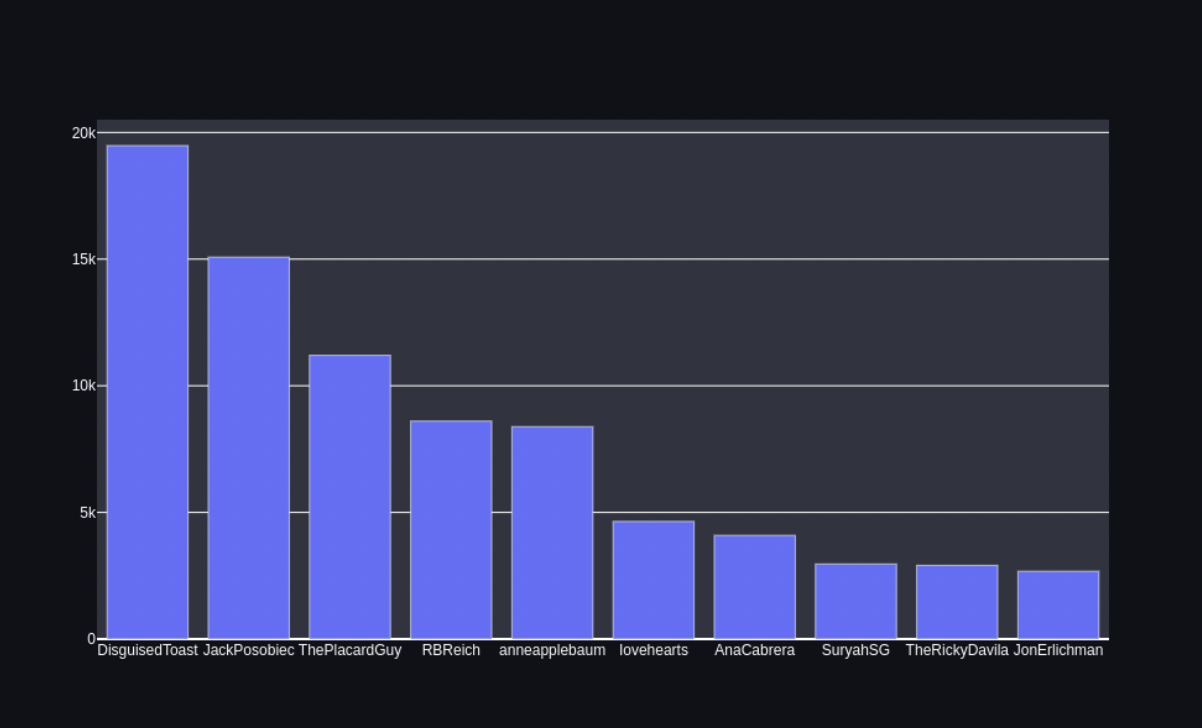 20k
15k
10k
5k
0
DisguisedToast JackPosobiec ThePlacardGuy RBReich anneapplebaum lovehearts AnaCabrera SuryahSG TheRickyDavila JonErlichman